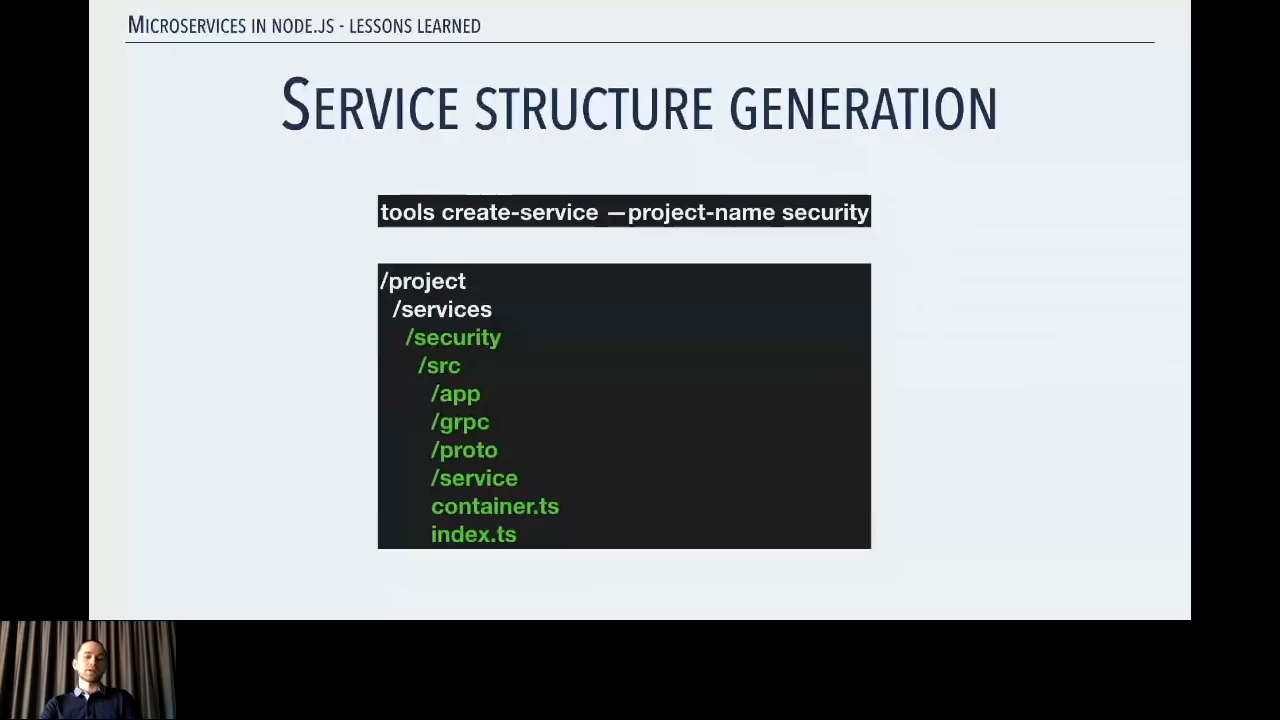 MICROSERVICES IN NODE.JS - LESSONS LEARNED
SERVICE STRUCTURE GENERATION
tools create-service —project-name security
/project
/services
/security
/src
/app
/grpc
/proto
/service
container.ts
index.ts